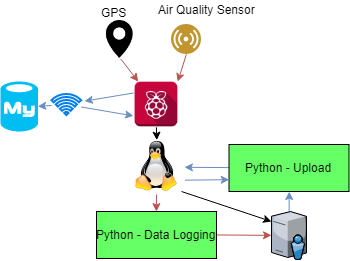 GPS
Air Quality Sensor
My
Python - Upload
Python - Data Logging